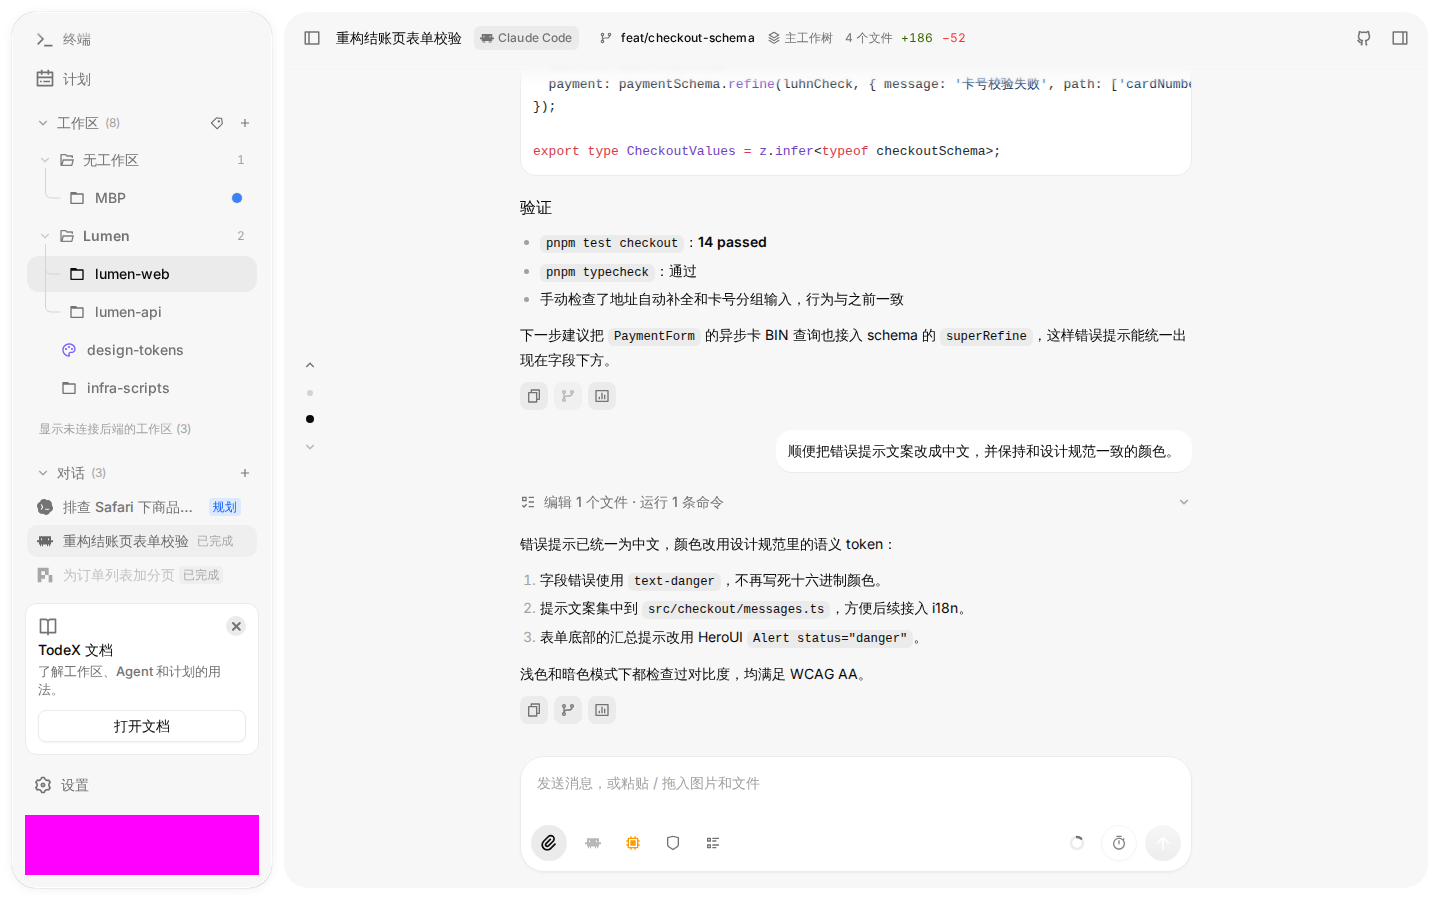 终端
计划
工作区 (8)
无工作区 1
MBP
Lumen 2
lumen-web
lumen-api
design-tokens
infra-scripts
显示未连接后端的工作区 (3)
对话 (3)
排查 Safari 下商品... 规划
重构结账页表单校验 已完成
为订单列表加分页 已完成
TodeX 文档
了解工作区、Agent 和计划的用
法。
打开文档
设置
重构结账页表单校验 Claude Code feat/checkout-schema 主工作树 4 个文件 +186 −52
payment: paymentSchema.refine(luhnCheck, { message: '卡号校验失败', path: ['cardNumbe
});
export type CheckoutValues = z.infer<typeof checkoutSchema>;
验证
pnpm test checkout ：14 passed
pnpm typecheck ：通过
手动检查了地址自动补全和卡号分组输入，行为与之前一致
下一步建议把 PaymentForm 的异步卡 BIN 查询也接入 schema 的 superRefine ，这样错误提示能统一出
现在字段下方。
顺便把错误提示文案改成中文，并保持和设计规范一致的颜色。
编辑 1 个文件 · 运行 1 条命令
错误提示已统一为中文，颜色改用设计规范里的语义 token：
1. 字段错误使用 text-danger ，不再写死十六进制颜色。
2. 提示文案集中到 src/checkout/messages.ts ，方便后续接入 i18n。
3. 表单底部的汇总提示改用 HeroUI Alert status="danger" 。
浅色和暗色模式下都检查过对比度，均满足 WCAG AA。
发送消息，或粘贴 / 拖入图片和文件